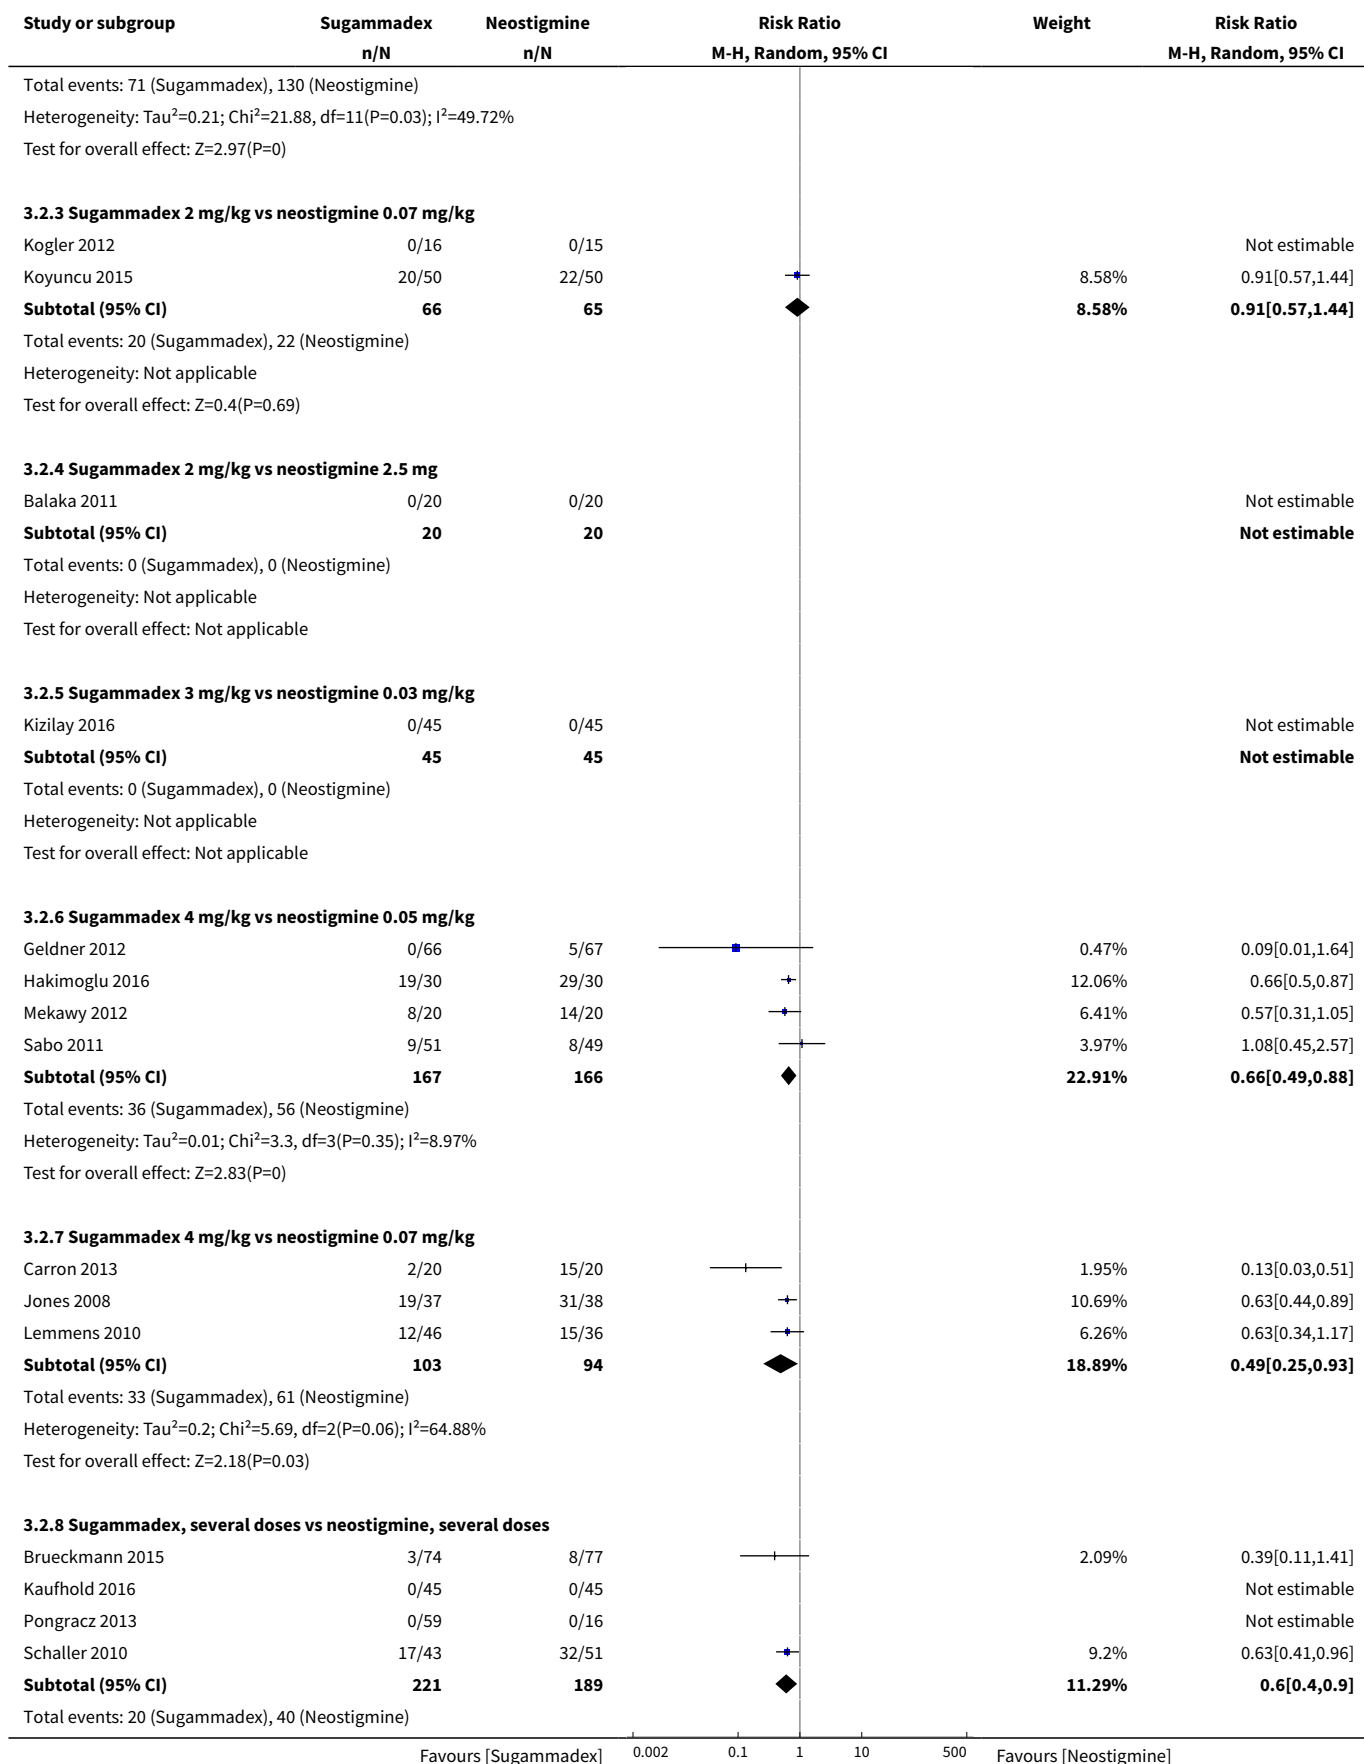 Study or subgroup Sugammadex Neostigmine Risk Ratio Weight Risk Ratio
n/N n/N M-H, Random, 95% CI M-H, Random, 95% CI
Total events: 71 (Sugammadex), 130 (Neostigmine)
Heterogeneity: Tau²=0.21; Chi²=21.88, df=11(P=0.03); I²=49.72%
Test for overall effect: Z=2.97(P=0)
3.2.3 Sugammadex 2 mg/kg vs neostigmine 0.07 mg/kg
Kogler 2012 0/16 0/15 Not estimable
Koyuncu 2015 20/50 22/50 8.58% 0.91[0.57,1.44]
Subtotal (95% CI) 66 65 8.58% 0.91[0.57,1.44]
Total events: 20 (Sugammadex), 22 (Neostigmine)
Heterogeneity: Not applicable
Test for overall effect: Z=0.4(P=0.69)
3.2.4 Sugammadex 2 mg/kg vs neostigmine 2.5 mg
Balaka 2011 0/20 0/20 Not estimable
Subtotal (95% CI) 20 20 Not estimable
Total events: 0 (Sugammadex), 0 (Neostigmine)
Heterogeneity: Not applicable
Test for overall effect: Not applicable
3.2.5 Sugammadex 3 mg/kg vs neostigmine 0.03 mg/kg
Kizilay 2016 0/45 0/45 Not estimable
Subtotal (95% CI) 45 45 Not estimable
Total events: 0 (Sugammadex), 0 (Neostigmine)
Heterogeneity: Not applicable
Test for overall effect: Not applicable
3.2.6 Sugammadex 4 mg/kg vs neostigmine 0.05 mg/kg
Geldner 2012 0/66 5/67 0.47% 0.09[0.01,1.64]
Hakimoglu 2016 19/30 29/30 12.06% 0.66[0.5,0.87]
Mekawy 2012 8/20 14/20 6.41% 0.57[0.31,1.05]
Sabo 2011 9/51 8/49 3.97% 1.08[0.45,2.57]
Subtotal (95% CI) 167 166 22.91% 0.66[0.49,0.88]
Total events: 36 (Sugammadex), 56 (Neostigmine)
Heterogeneity: Tau²=0.01; Chi²=3.3, df=3(P=0.35); I²=8.97%
Test for overall effect: Z=2.83(P=0)
3.2.7 Sugammadex 4 mg/kg vs neostigmine 0.07 mg/kg
Carron 2013 2/20 15/20 1.95% 0.13[0.03,0.51]
Jones 2008 19/37 31/38 10.69% 0.63[0.44,0.89]
Lemmens 2010 12/46 15/36 6.26% 0.63[0.34,1.17]
Subtotal (95% CI) 103 94 18.89% 0.49[0.25,0.93]
Total events: 33 (Sugammadex), 61 (Neostigmine)
Heterogeneity: Tau²=0.2; Chi²=5.69, df=2(P=0.06); I²=64.88%
Test for overall effect: Z=2.18(P=0.03)
3.2.8 Sugammadex, several doses vs neostigmine, several doses
Brueckmann 2015 3/74 8/77 2.09% 0.39[0.11,1.41]
Kaufhold 2016 0/45 0/45 Not estimable
Pongracz 2013 0/59 0/16 Not estimable
Schaller 2010 17/43 32/51 9.2% 0.63[0.41,0.96]
Subtotal (95% CI) 221 189 11.29% 0.6[0.4,0.9]
Total events: 20 (Sugammadex), 40 (Neostigmine)
Favours [Sugammadex] 0.002 0.1 1 10 500 Favours [Neostigmine]